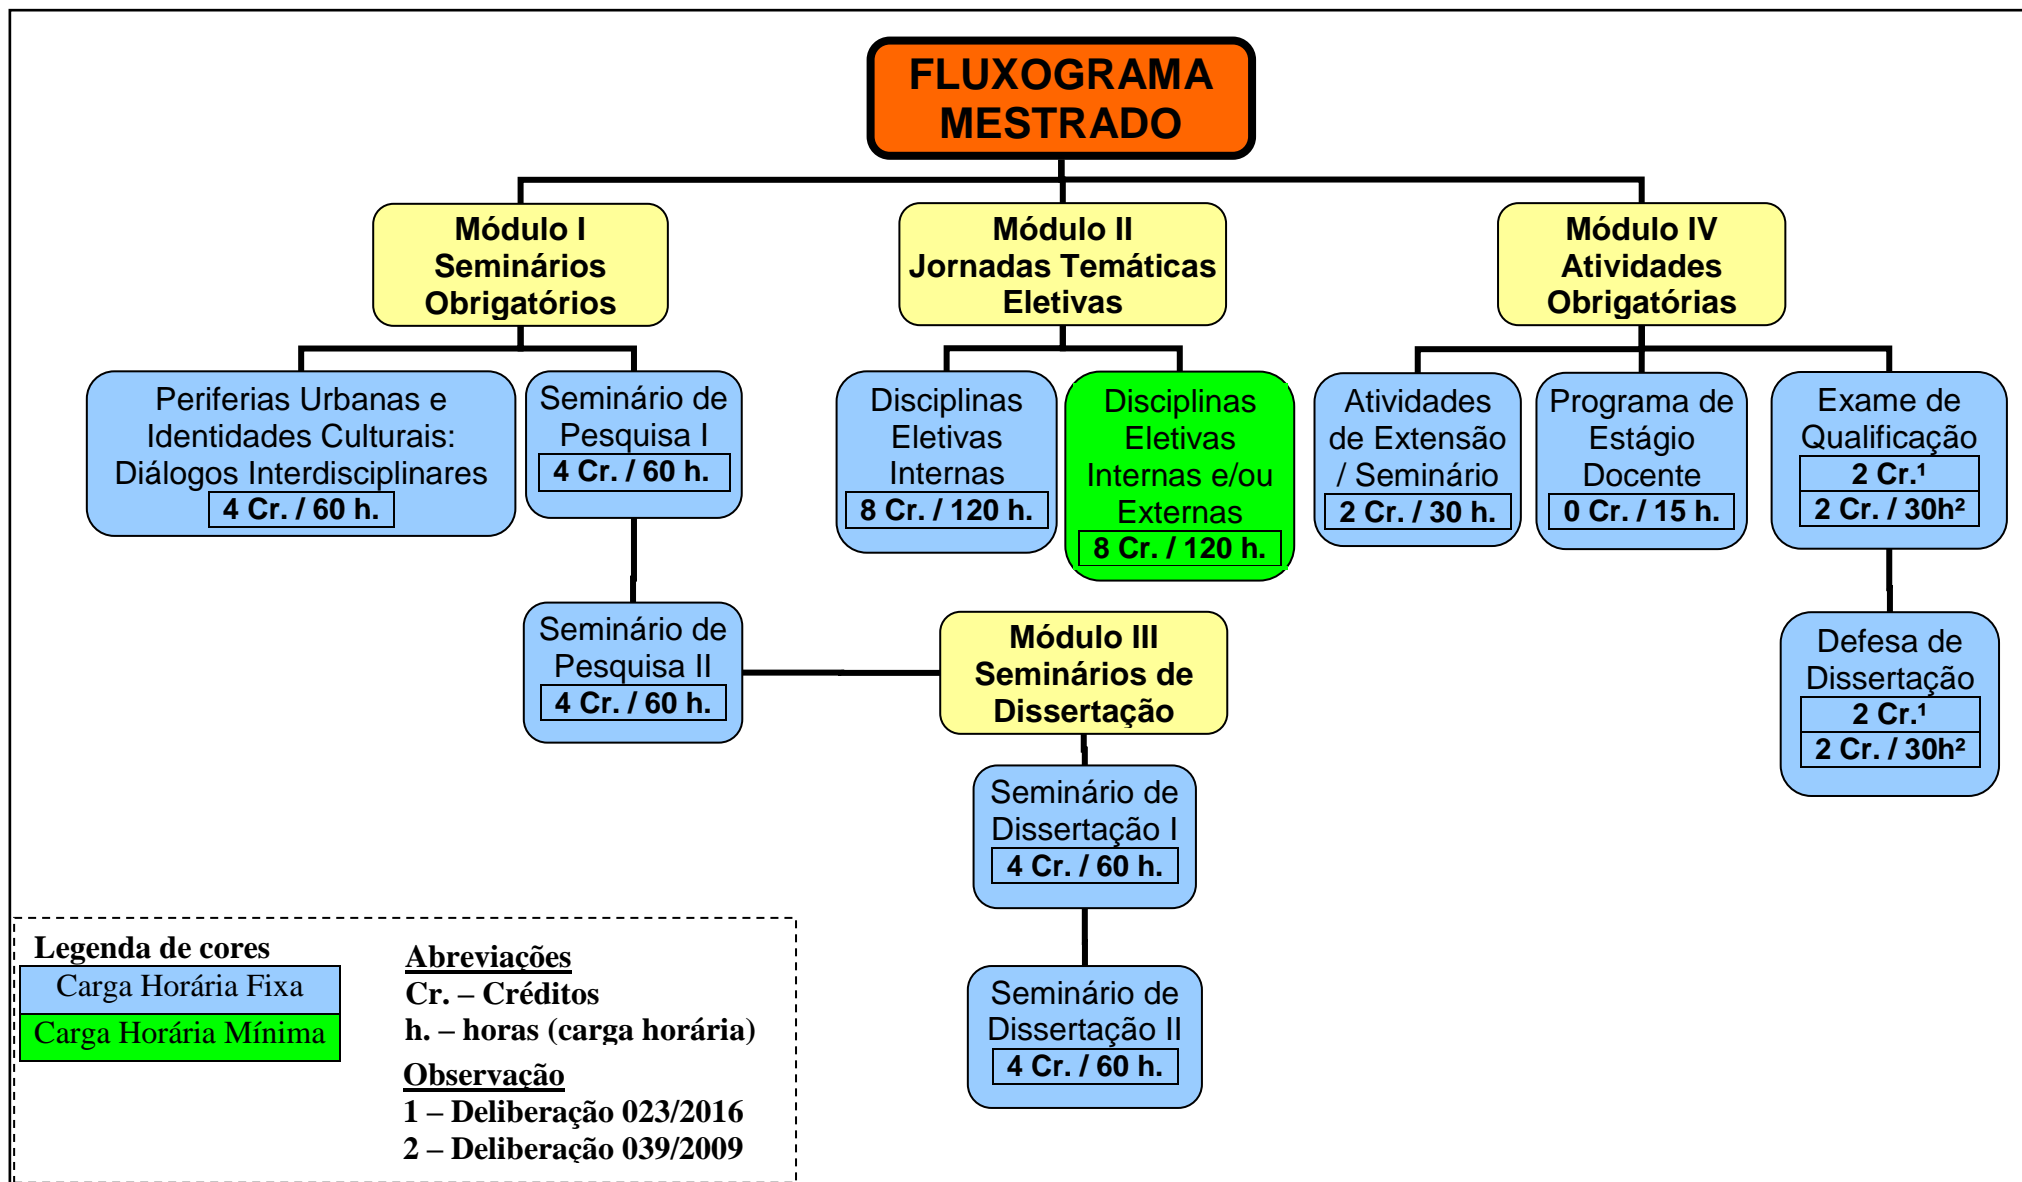 FLUXOGRAMA
MESTRADO
Módulo I
Seminários
Obrigatórios
Módulo II
Jornadas Temáticas
Eletivas
Módulo IV
Atividades
Obrigatórias
Periferias Urbanas e
Identidades Culturais:
Diálogos Interdisciplinares
4 Cr. / 60 h.
Seminário de
Pesquisa I
4 Cr. / 60 h.
Disciplinas
Eletivas
Internas
8 Cr. / 120 h.
Disciplinas
Eletivas
Internas e/ou
Externas
8 Cr. / 120 h.
Atividades
de Extensão
/ Seminário
2 Cr. / 30 h.
Programa de
Estágio
Docente
0 Cr. / 15 h.
Exame de
Qualificação
2 Cr.¹
2 Cr. / 30h²
Seminário de
Pesquisa II
4 Cr. / 60 h.
Módulo III
Seminários de
Dissertação
Defesa de
Dissertação
2 Cr.¹
2 Cr. / 30h²
Seminário de
Dissertação I
4 Cr. / 60 h.
Seminário de
Dissertação II
4 Cr. / 60 h.
Legenda de cores
Carga Horária Fixa
Carga Horária Mínima
Abreviações
Cr. – Créditos
h. – horas (carga horária)
Observação
1 – Deliberação 023/2016
2 – Deliberação 039/2009